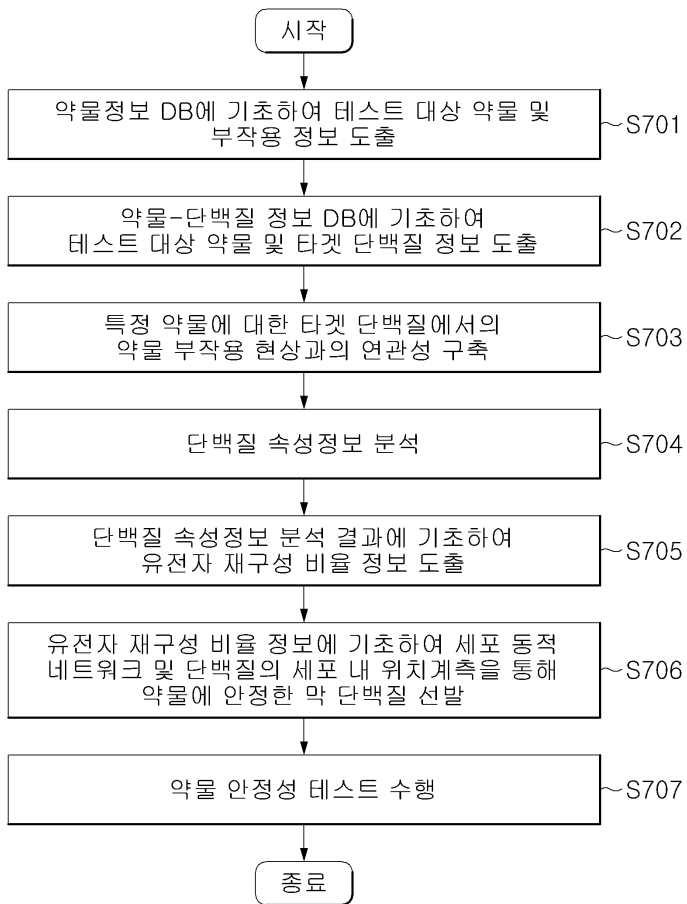 시작
약물정보 DB에 기초하여 테스트 대상 약물 및
부작용 정보 도출
S701
약물-단백질 정보 DB에 기초하여
테스트 대상 약물 및 타겟 단백질 정보 도출
S702
특정 약물에 대한 타겟 단백질에서의
약물 부작용 현상과의 연관성 구축
S703
단백질 속성정보 분석
S704
단백질 속성정보 분석 결과에 기초하여
유전자 재구성 비율 정보 도출
S705
유전자 재구성 비율 정보에 기초하여 세포 동적
네트워크 및 단백질의 세포 내 위치계측을 통해
약물에 안정한 막 단백질 선발
S706
약물 안정성 테스트 수행
S707
종료